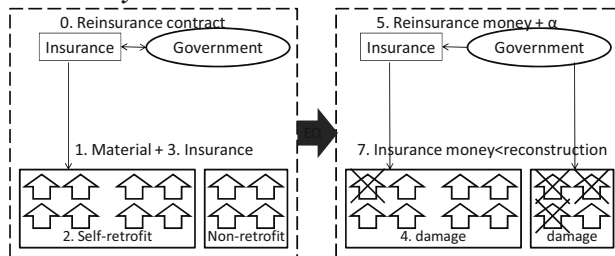 0. Reinsurance contract
Insurance
Government
1. Material + 3. Insurance
2. Self-retrofit
Non-retrofit
EQ
5. Reinsurance money + α
Insurance
Government
7. Insurance money<reconstruction
4. damage
damage